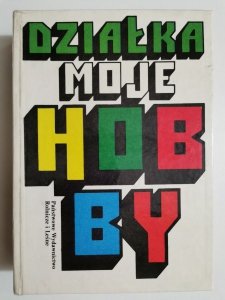 DZIAŁKA
MOJE
HOB
BY
Państwowe Wydawnictwo
Rolnicze i Leśne